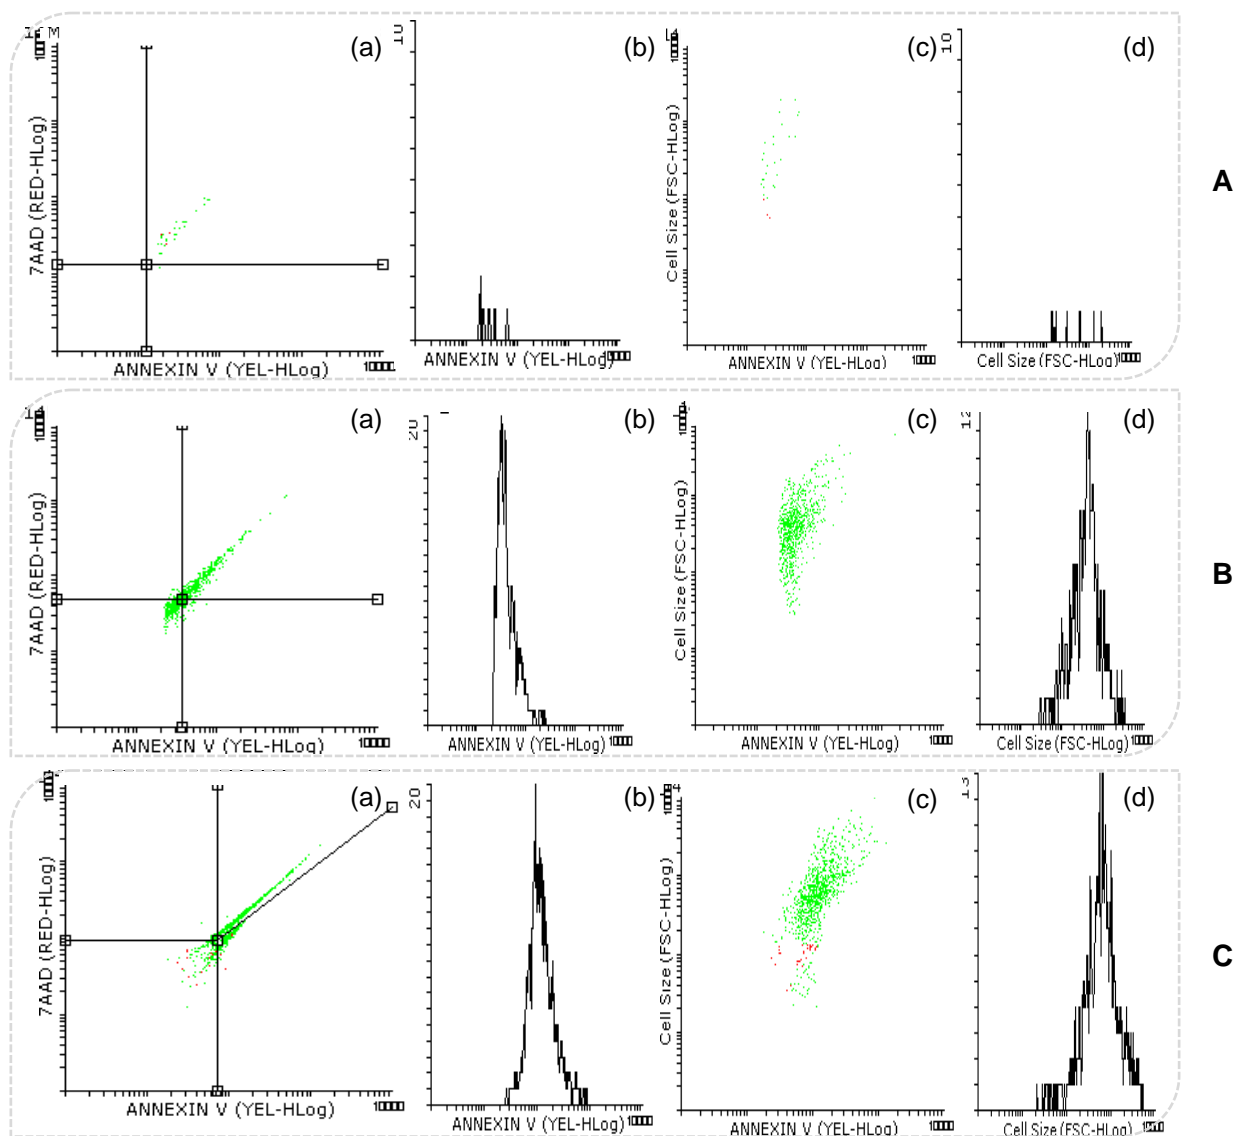 (a)
7AAD (RED-HLog)
ANNEXIN V (YEL-HLog)
(b)
10
ANNEXIN V (YEL-HLog)
(c)
Cell Size (FSC-HLog)
ANNEXIN V (YEL-HLog)
(d)
10
Cell Size (FSC-HLog)
A
(a)
7AAD (RED-HLog)
ANNEXIN V (YEL-HLog)
(b)
20
ANNEXIN V (YEL-HLog)
(c)
Cell Size (FSC-HLog)
ANNEXIN V (YEL-HLog)
(d)
12
Cell Size (FSC-HLog)
B
(a)
7AAD (RED-HLog)
ANNEXIN V (YEL-HLog)
(b)
20
ANNEXIN V (YEL-HLog)
(c)
Cell Size (FSC-HLog)
ANNEXIN V (YEL-HLog)
(d)
Cell Size (FSC-HLog)
C